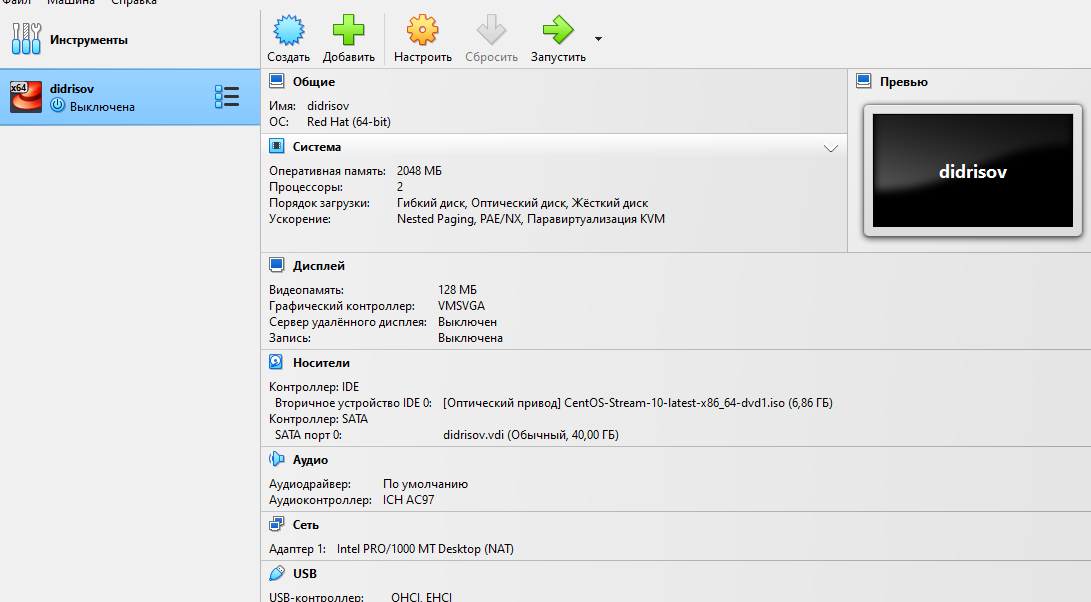 Файл Машина Справка
Инструменты
Создать Добавить Настроить Сбросить Запустить
x64
didrisov
Выключена
Общие
Имя: didrisov
ОС: Red Hat (64-bit)
Превью
didrisov
Система
Оперативная память: 2048 МБ
Процессоры: 2
Порядок загрузки: Гибкий диск, Оптический диск, Жёсткий диск
Ускорение: Nested Paging, PAE/NX, Паравиртуализация KVM
Дисплей
Видеопамять: 128 МБ
Графический контроллер: VMSVGA
Сервер удалённого дисплея: Выключен
Запись: Выключена
Носители
Контроллер: IDE
Вторичное устройство IDE 0: [Оптический привод] CentOS-Stream-10-latest-x86_64-dvd1.iso (6,86 ГБ)
Контроллер: SATA
SATA порт 0: didrisov.vdi (Обычный, 40,00 ГБ)
Аудио
Аудиодрайвер: По умолчанию
Аудиоконтроллер: ICH AC97
Сеть
Адаптер 1: Intel PRO/1000 MT Desktop (NAT)
USB
USB-контроллер: OHCI, EHCI